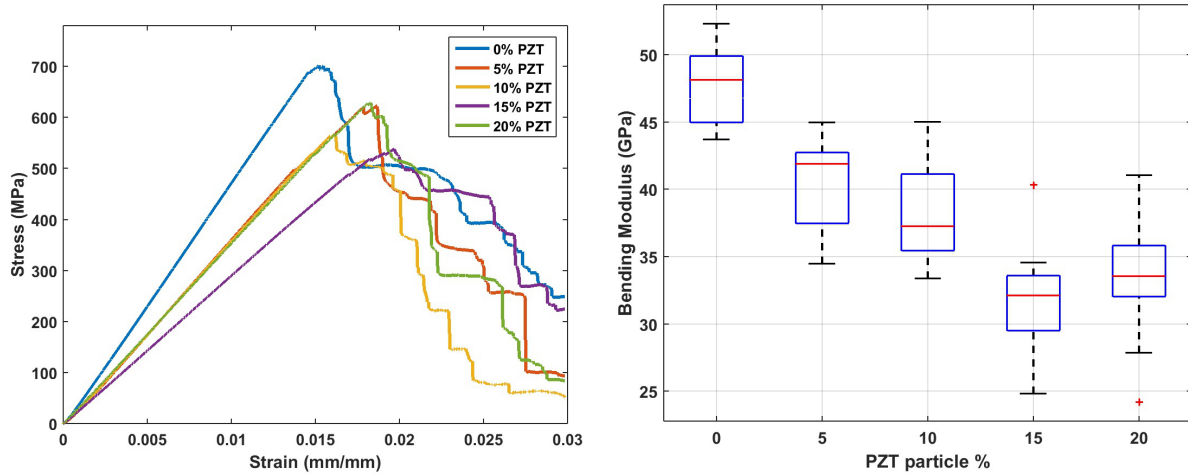 700
600
500
400
300
200
100
0
Stress (MPa)
0% PZT
5% PZT
10% PZT
15% PZT
20% PZT
0 0.005 0.01 0.015 0.02 0.025 0.03
Strain (mm/mm)
50
45
40
35
30
25
Bending Modulus (GPa)
0 5 10 15 20
PZT particle %